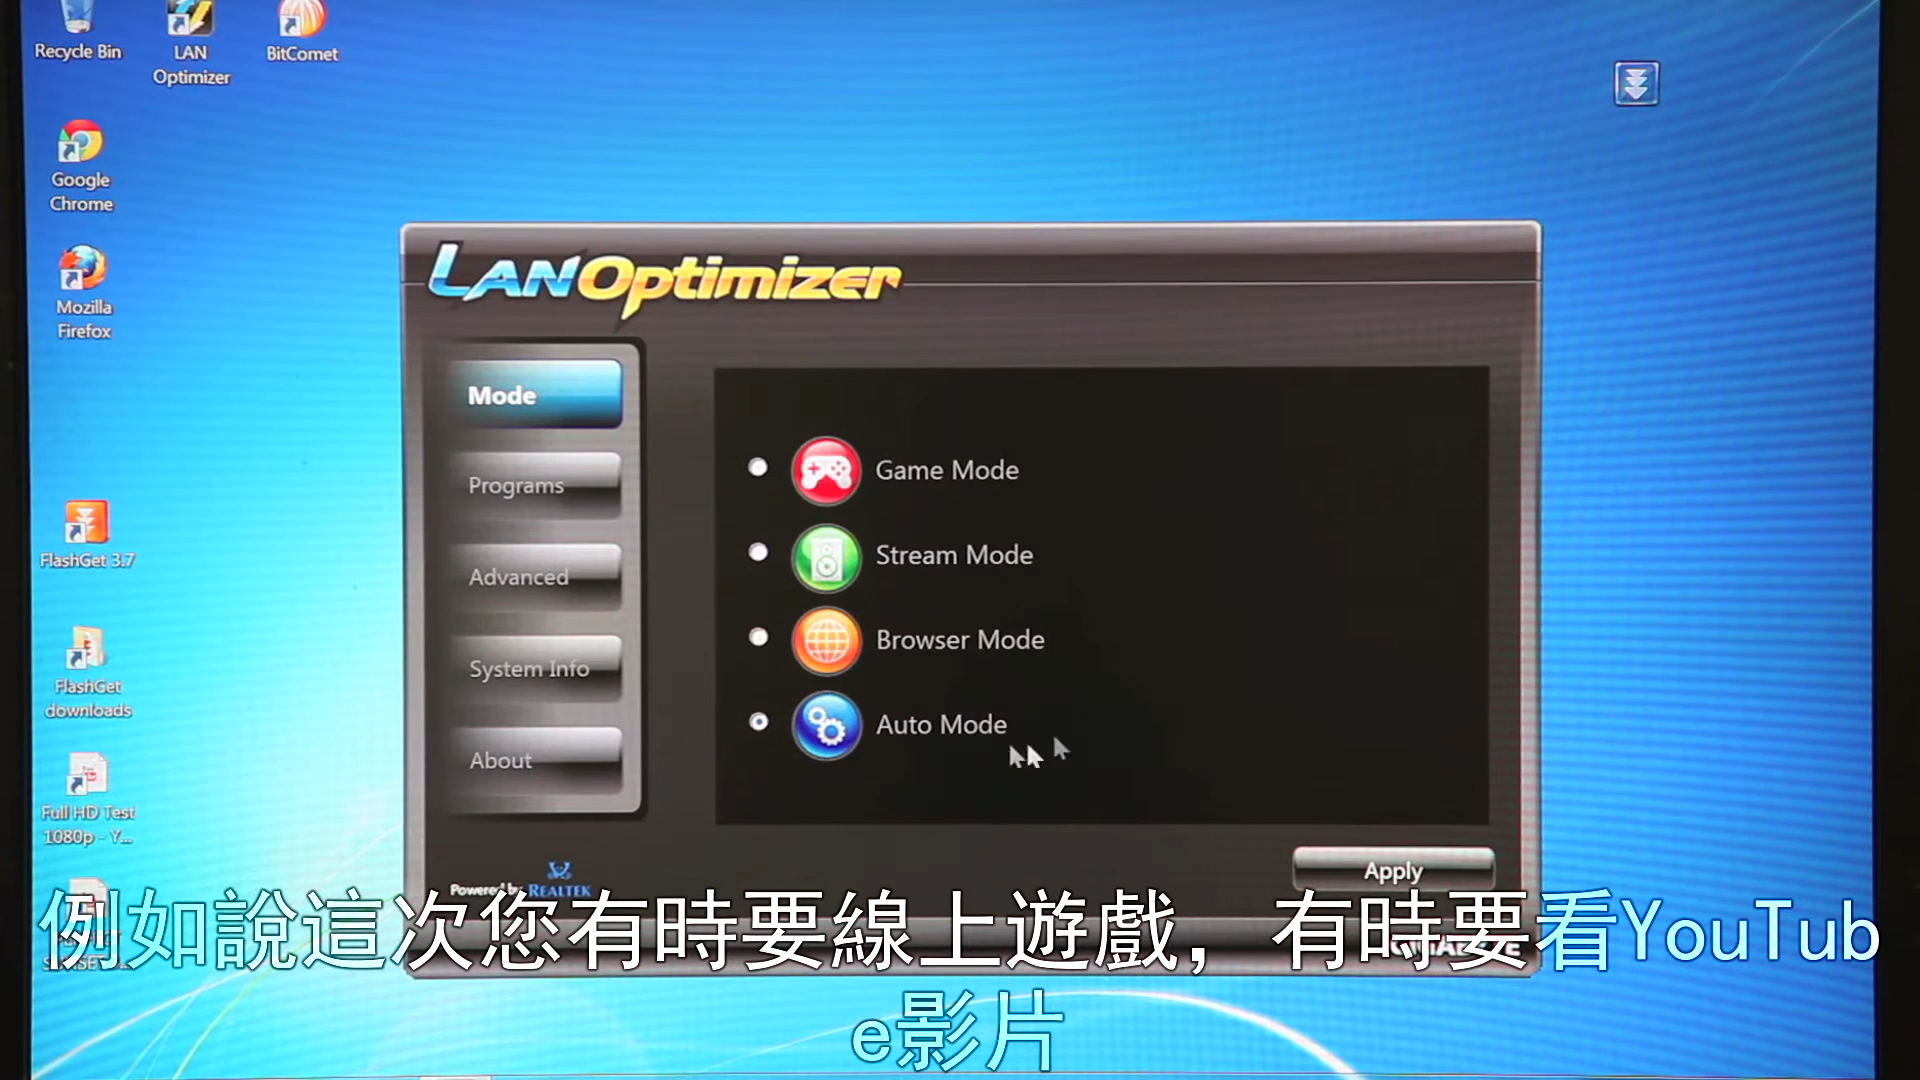 Recycle Bin
LAN
Optimizer
BitComet
Google
Chrome
Mozilla
Firefox
FlashGet 3.7
FlashGet
downloads
Full HD Test
1080p - Y...
LANOptimizer
Mode
Programs
Advanced
System Info
About
Game Mode
Stream Mode
Browser Mode
Auto Mode
Apply
Powered by REALTEK
例如說這次您有時要線上遊戲，有時要看YouTub
e影片